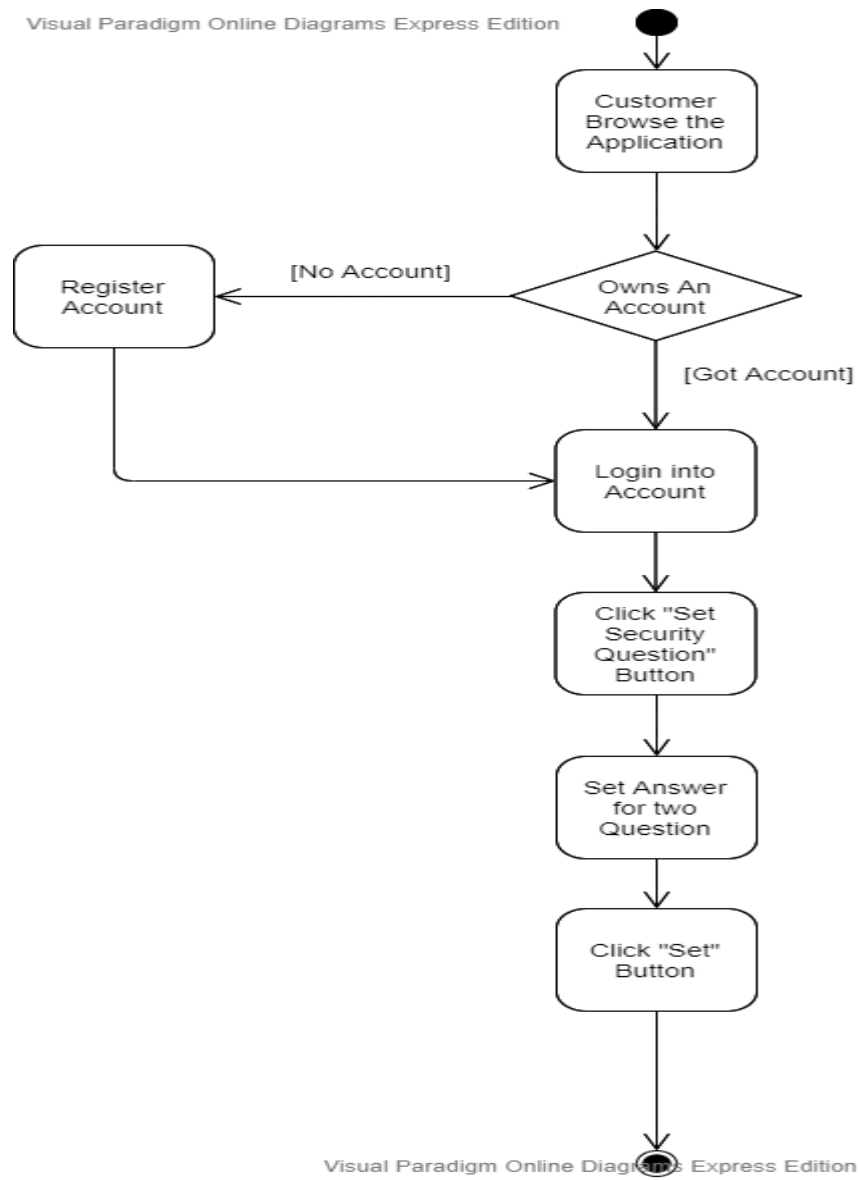 Visual Paradigm Online Diagrams Express Edition
Customer
Browse the
Application
Owns An
Account
[No Account]
Register
Account
[Got Account]
Login into
Account
Click "Set
Security
Question"
Button
Set Answer
for two
Question
Click "Set"
Button
Visual Paradigm Online Diagrams Express Edition